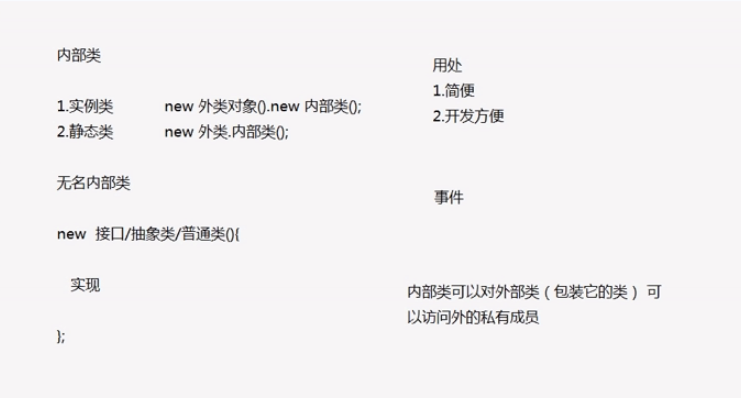 内部类
1.实例类 new 外类对象().new 内部类();
2.静态类 new 外类.内部类();
无名内部类
new 接口/抽象类/普通类(){
实现
};
用处
1.简便
2.开发方便
事件
内部类可以对外部类（包装它的类） 可
以访问外的私有成员